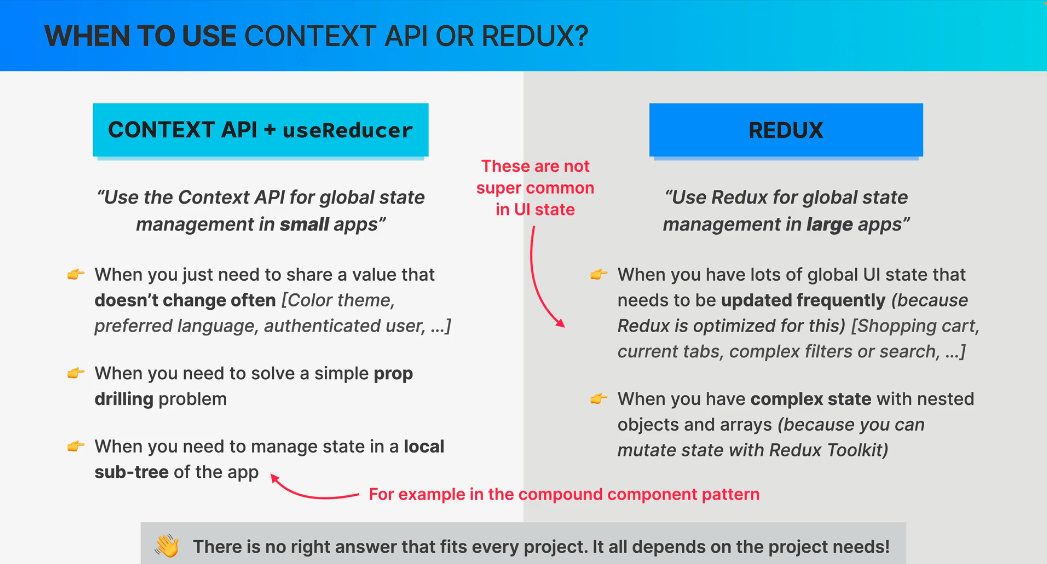 WHEN TO USE CONTEXT API OR REDUX?
CONTEXT API + useReducer
“Use the Context API for global state
management in small apps”
👉 When you just need to share a value that
doesn’t change often [Color theme,
preferred language, authenticated user, …]
👉 When you need to solve a simple prop
drilling problem
👉 When you need to manage state in a local
sub-tree of the app
For example in the compound component pattern
These are not
super common
in UI state
REDUX
“Use Redux for global state
management in large apps”
👉 When you have lots of global UI state that
needs to be updated frequently (because
Redux is optimized for this) [Shopping cart,
current tabs, complex filters or search, …]
👉 When you have complex state with nested
objects and arrays (because you can
mutate state with Redux Toolkit)
👋 There is no right answer that fits every project. It all depends on the project needs!